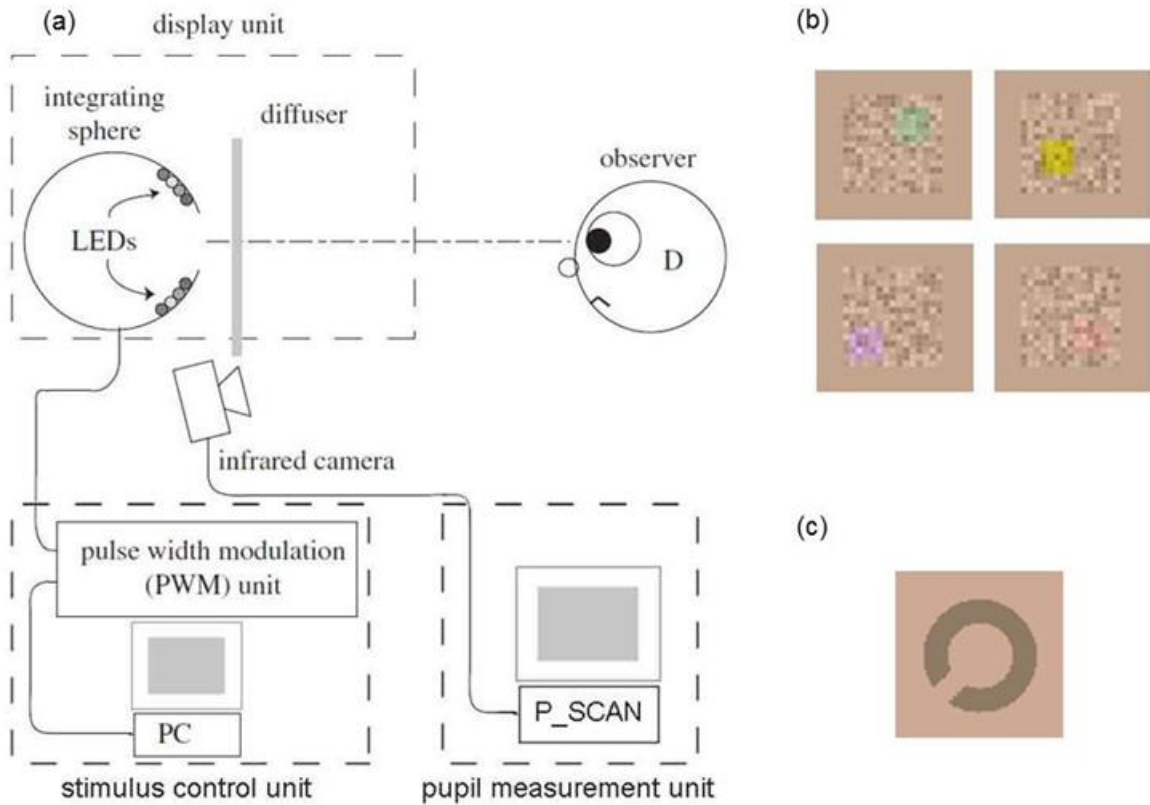 (a)
display unit
integrating
sphere
diffuser
LEDs
observer
D
infrared camera
pulse width modulation
(PWM) unit
PC
stimulus control unit
P_SCAN
pupil measurement unit
(b)
(c)